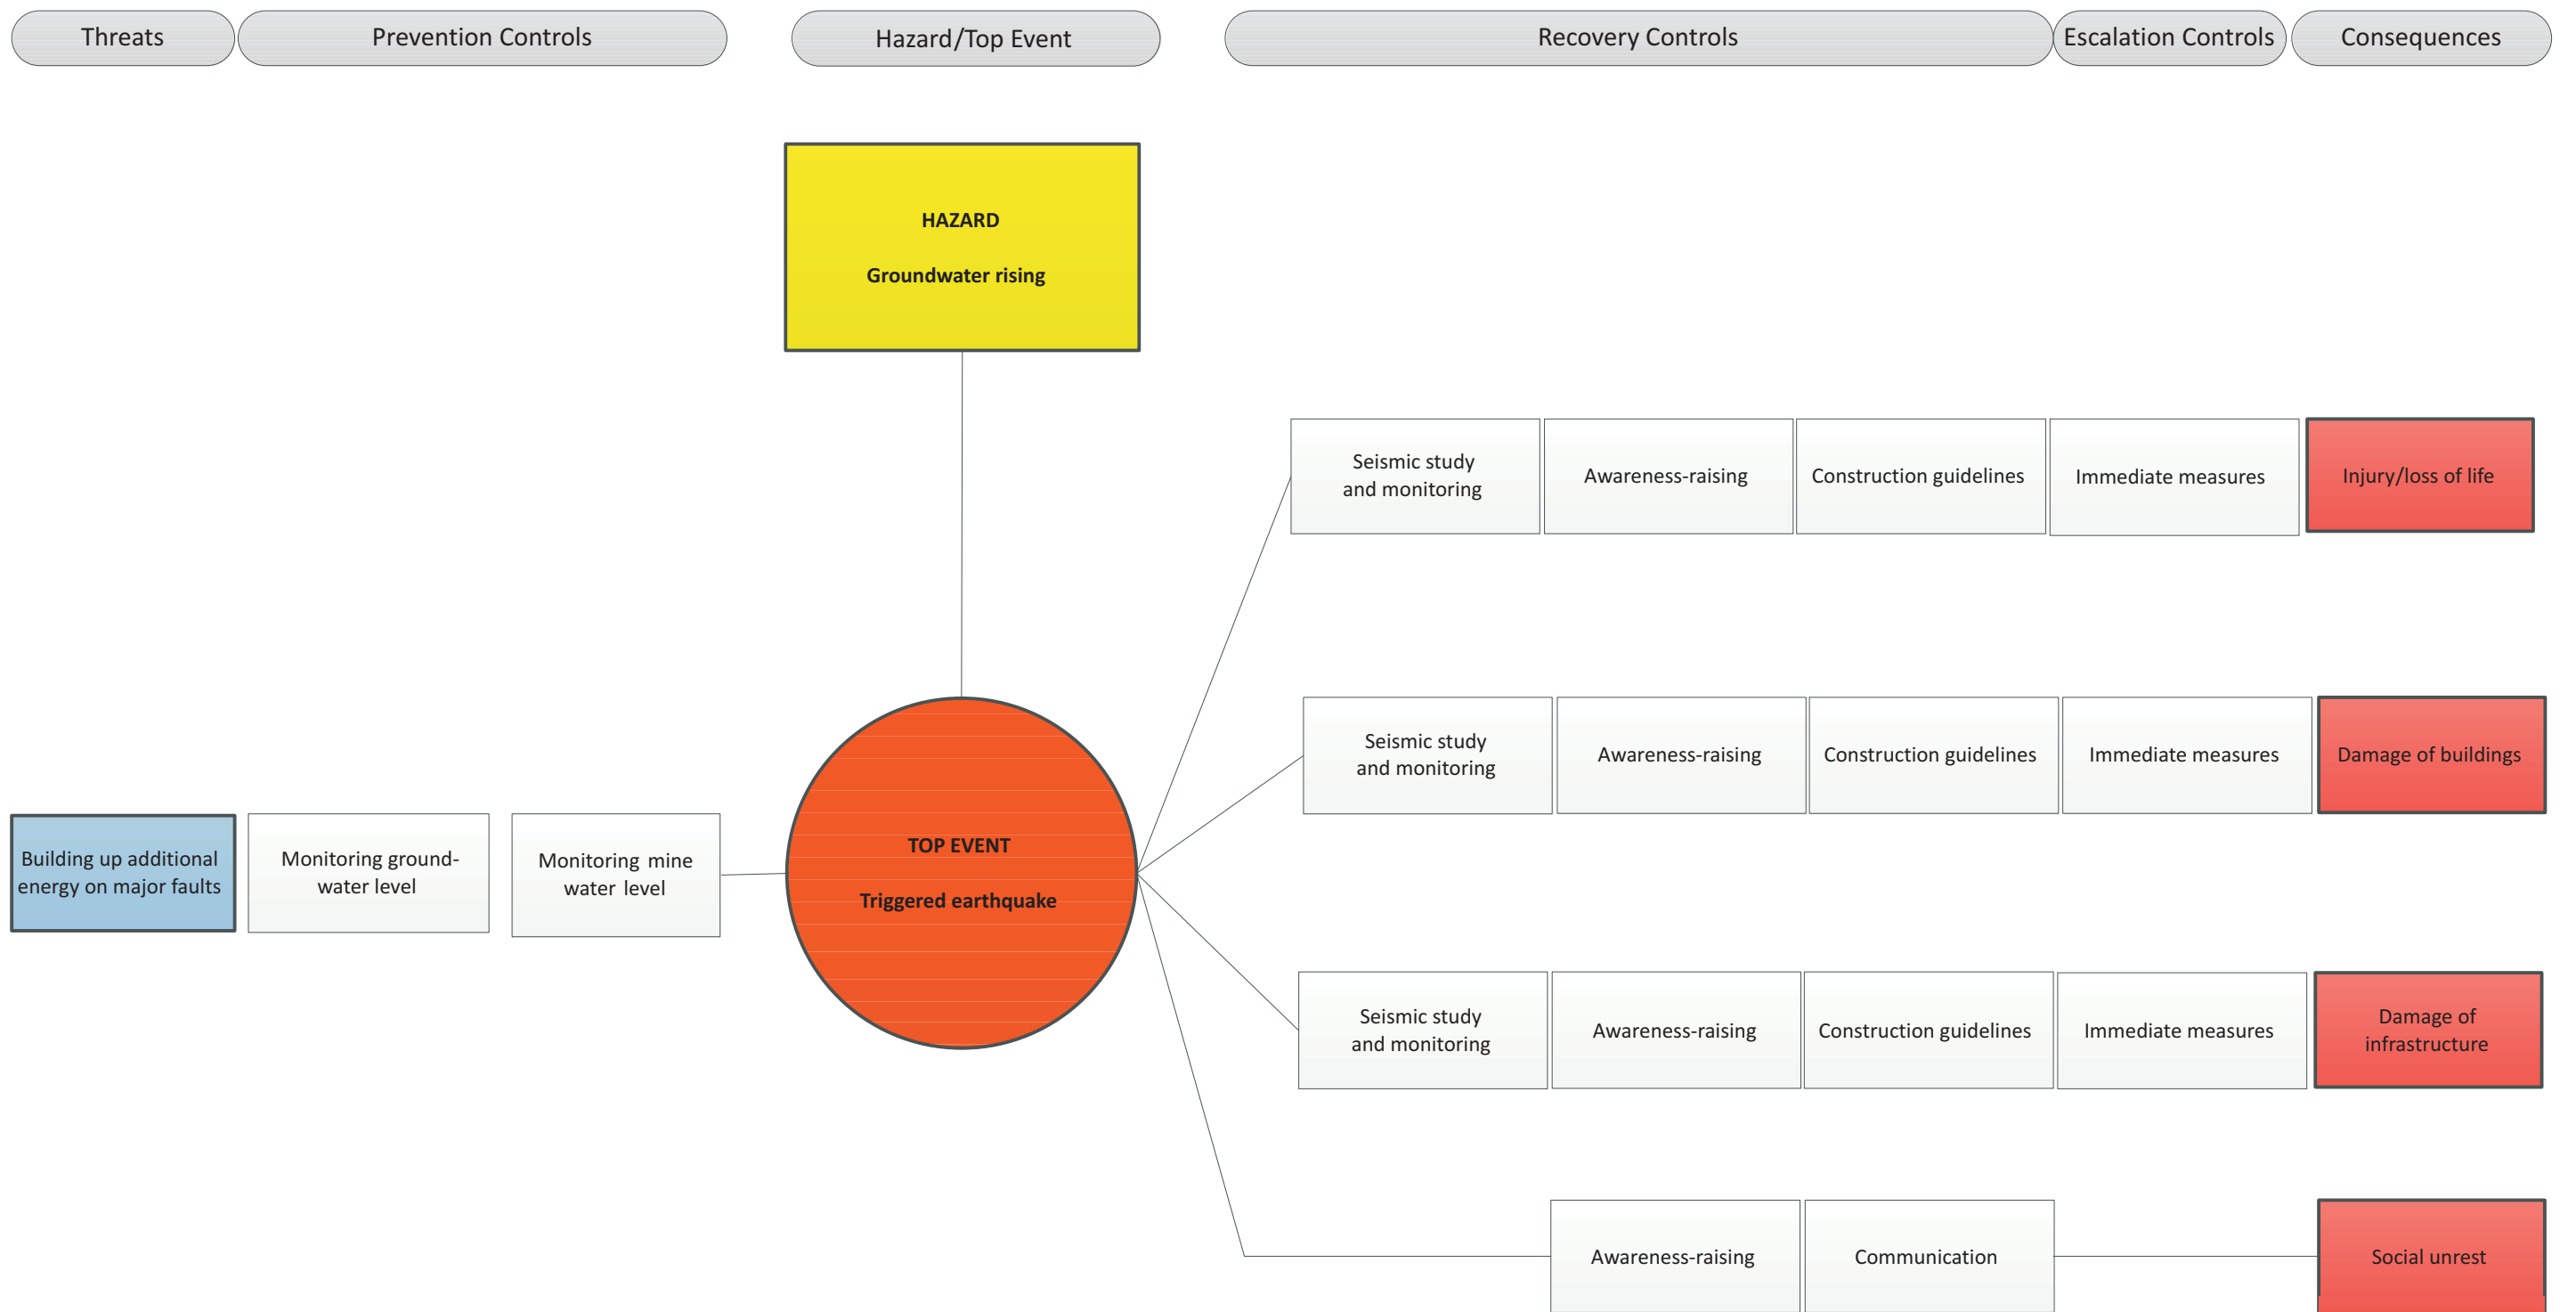 Threats
Prevention Controls
Hazard/Top Event
Recovery Controls
Escalation Controls
Consequences
HAZARD
Groundwater rising
Seismic study
and monitoring
Awareness-raising
Construction guidelines
Immediate measures
Injury/loss of life
Seismic study
and monitoring
Awareness-raising
Construction guidelines
Immediate measures
Damage of buildings
Building up additional
energy on major faults
Monitoring ground-
water level
Monitoring mine
water level
TOP EVENT
Triggered earthquake
Seismic study
and monitoring
Awareness-raising
Construction guidelines
Immediate measures
Damage of
infrastructure
Awareness-raising
Communication
Social unrest